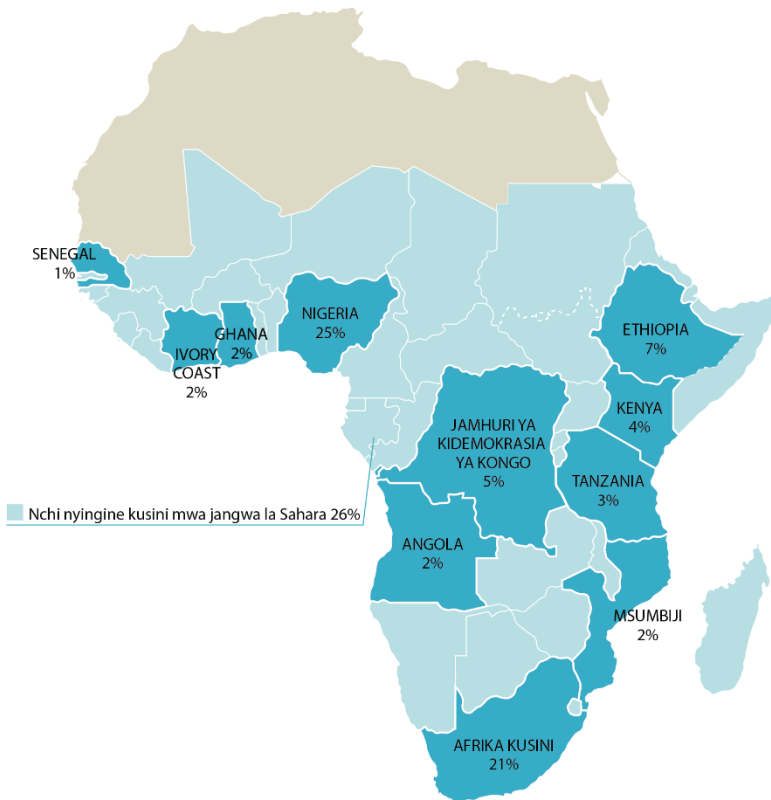 SENEGAL
1%
GHANA
2%
IVORY
COAST
2%
NIGERIA
25%
ETHIOPIA
7%
KENYA
4%
JAMHURI YA
KIDEMOKRASIA
YA KONGO
5%
TANZANIA
3%
Nchi nyingine kusini mwa jangwa la Sahara 26%
ANGOLA
2%
MSUMBIJI
2%
AFRIKA KUSINI
21%